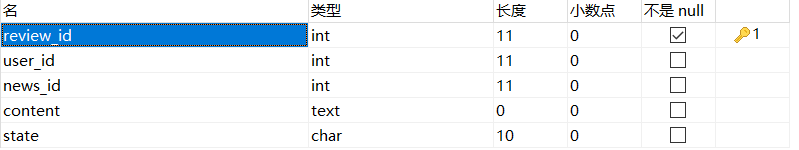 名 类型 长度 小数点 不是 null
review_id int 11 0 1
user_id int 11 0
news_id int 11 0
content text 0 0
state char 10 0